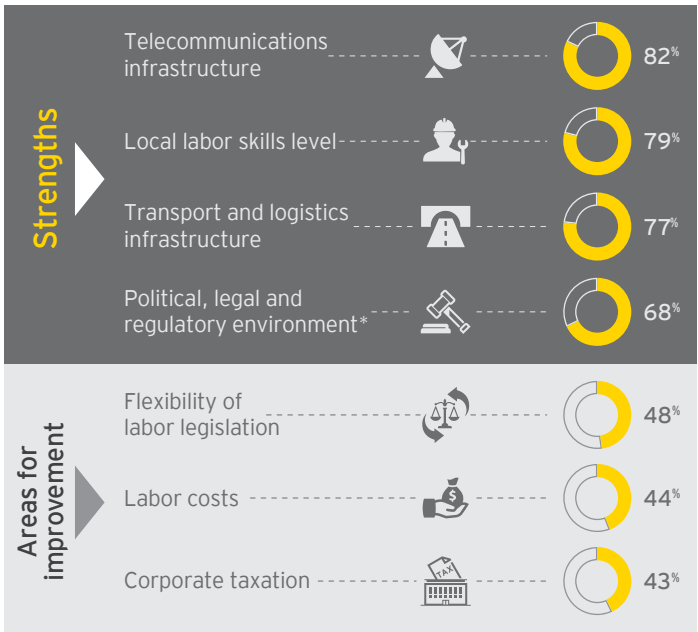 Strengths
Telecommunications
infrastructure
82%
Local labor skills level
79%
Transport and logistics
infrastructure
77%
Political, legal and
regulatory environment*
68%
Areas for
improvement
Flexibility of
labor legislation
48%
Labor costs
$
44%
Corporate taxation
TAX
43%